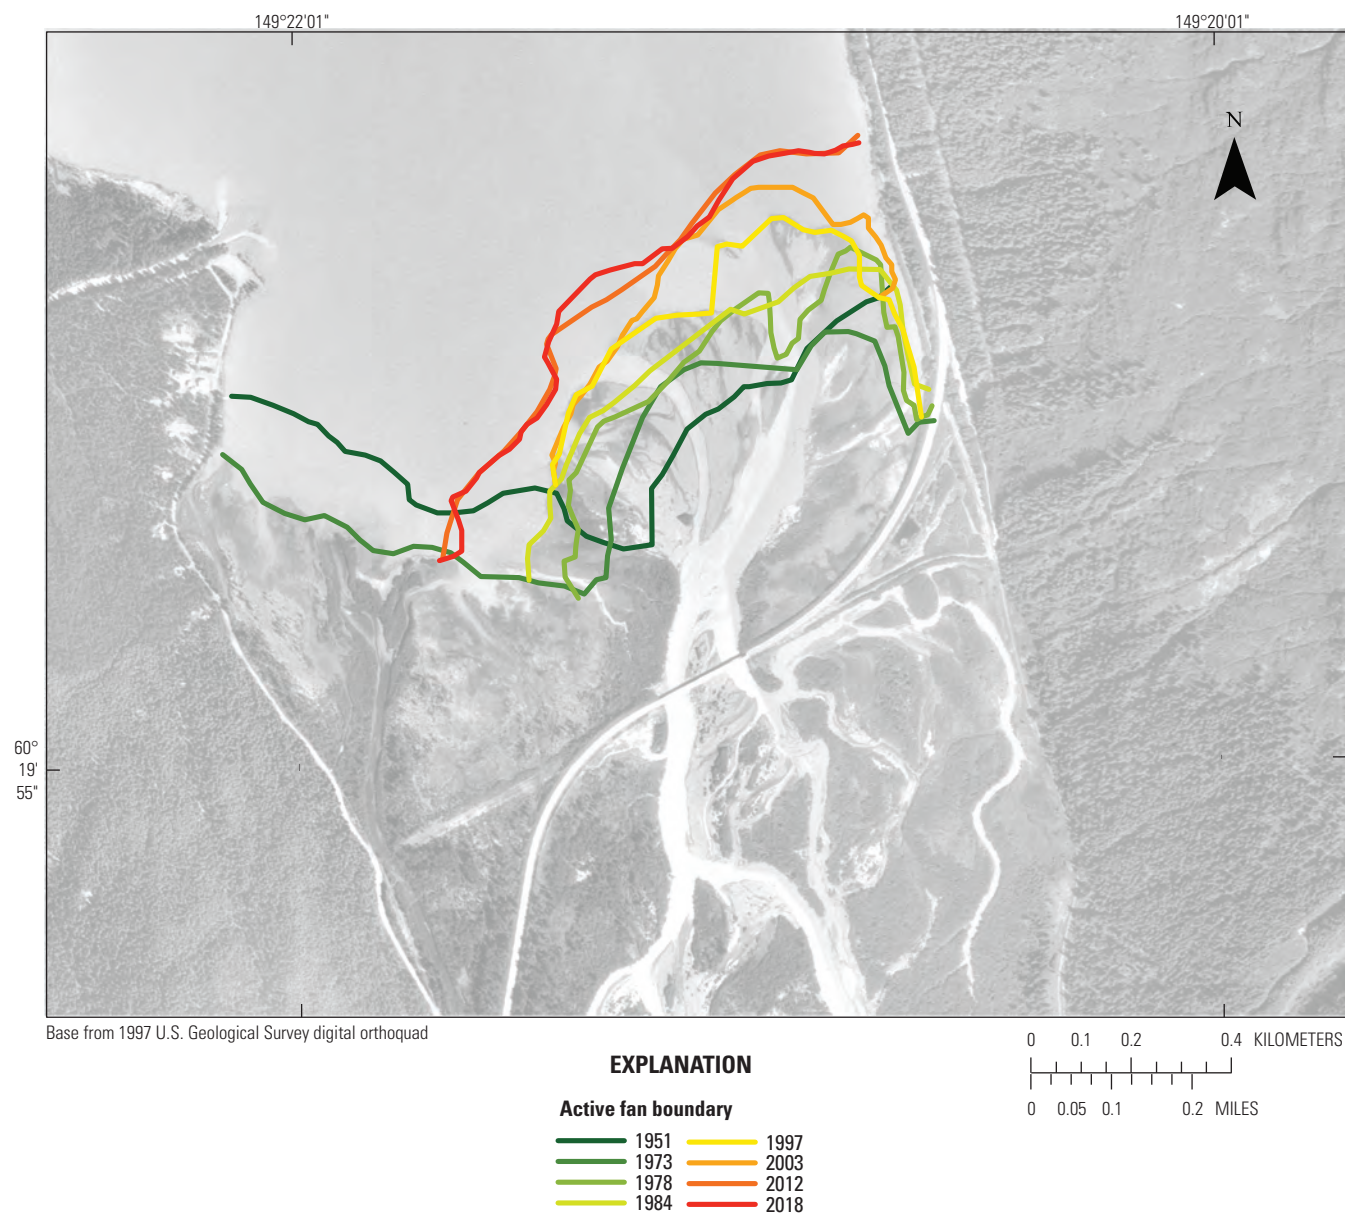 149°22'01" 149°20'01"
N
60°
19'
55"
Base from 1997 U.S. Geological Survey digital orthoquad
0 0.1 0.2 0.4 KILOMETERS
0 0.05 0.1 0.2 MILES
EXPLANATION
Active fan boundary
1951 1997
1973 2003
1978 2012
1984 2018